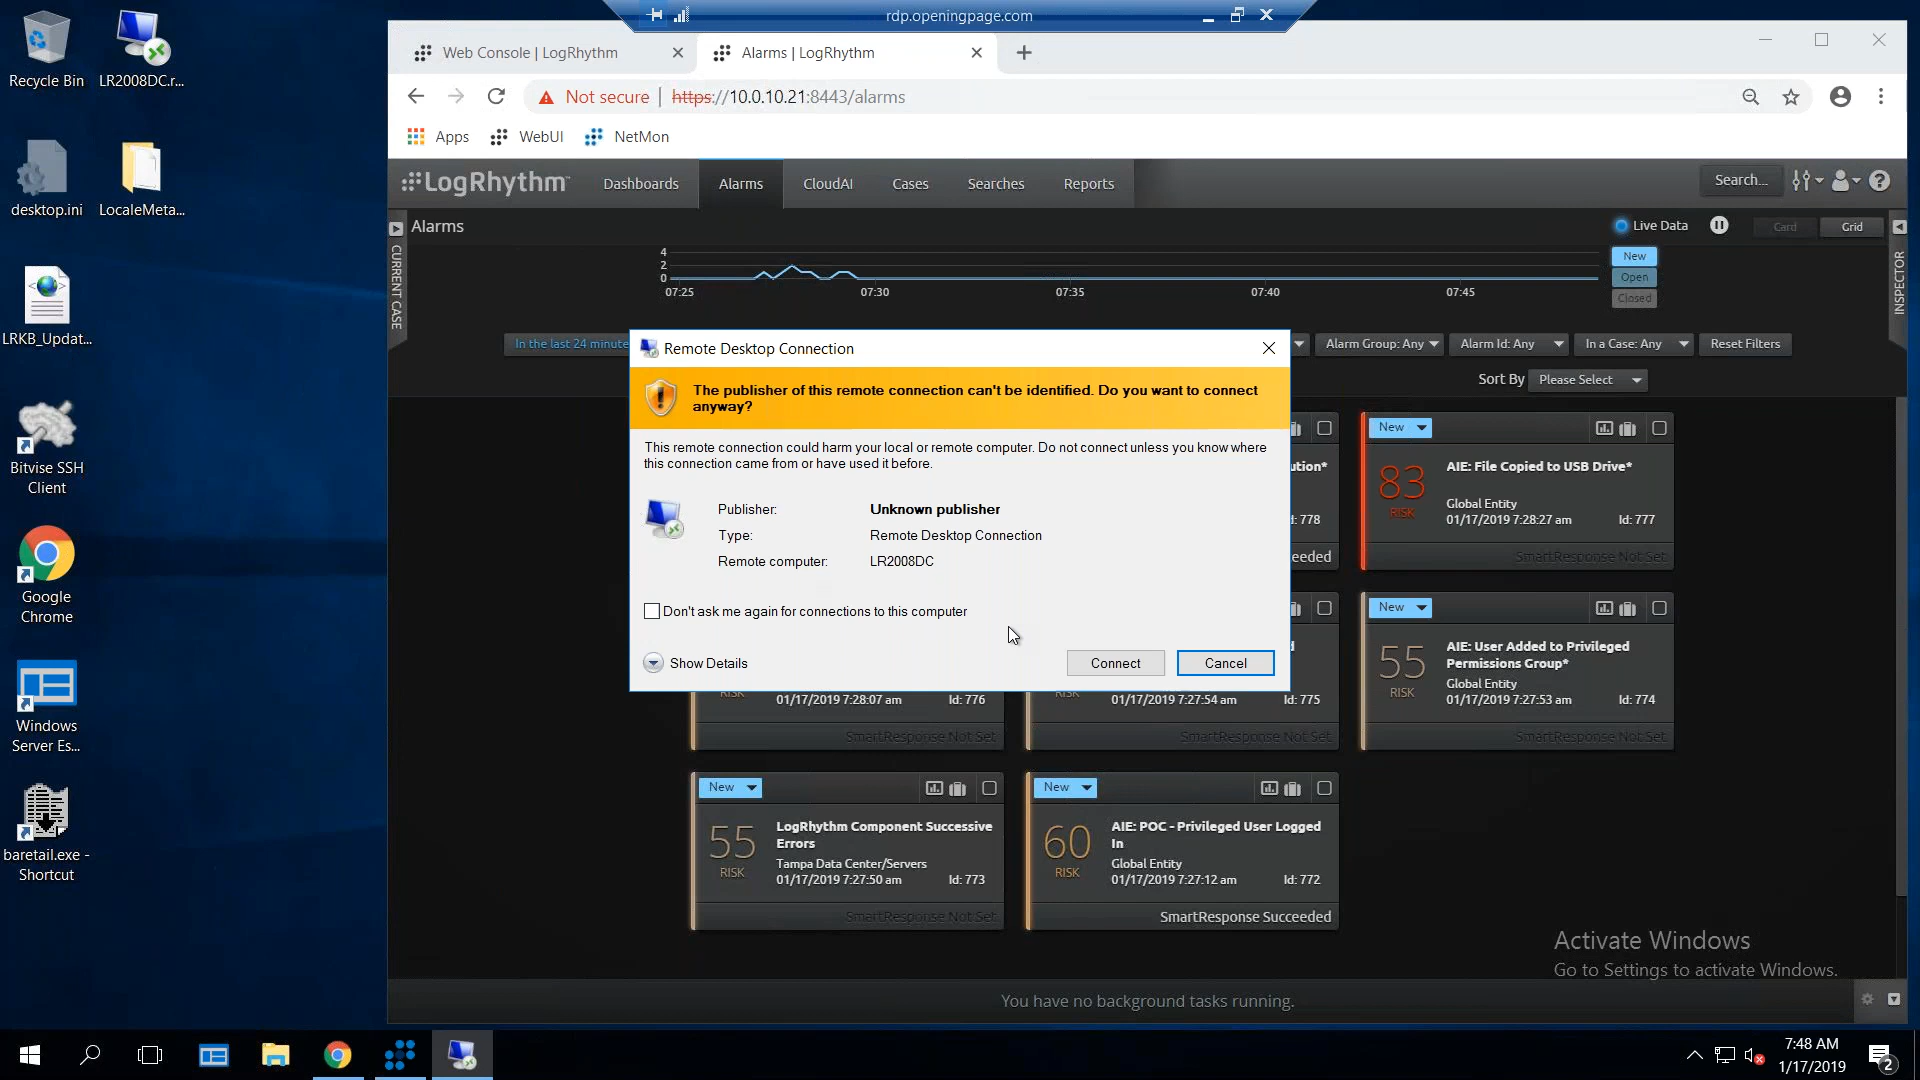 rdp.openingpage.com
Recycle Bin
LR2008DC.r...
desktop.ini
LocaleMeta...
LRKB_Updat...
Bitvise SSH
Client
Google
Chrome
Windows
Server Es...
baretail.exe -
Shortcut
Web Console | LogRhythm
Alarms | LogRhythm
Not secure | https://10.0.10.21:8443/alarms
Apps
WebUI
NetMon
LogRhythm
Dashboards
Alarms
CloudAI
Cases
Searches
Reports
Search...
Alarms
Live Data
Card
Grid
CURRENT CASE
INSPECTOR
4
2
0
07:25
07:30
07:35
07:40
07:45
New
Open
Closed
In the last 24 minute
Alarm Group: Any
Alarm Id: Any
In a Case: Any
Reset Filters
Sort By
Please Select
Remote Desktop Connection
The publisher of this remote connection can't be identified. Do you want to connect
anyway?
This remote connection could harm your local or remote computer. Do not connect unless you know where
this connection came from or have used it before.
Publisher:
Unknown publisher
Type:
Remote Desktop Connection
Remote computer:
LR2008DC
Don't ask me again for connections to this computer
Show Details
Connect
Cancel
ution*
d: 778
eeded
New
83
RISK
AIE: File Copied to USB Drive*
Global Entity
01/17/2019 7:28:27 am
Id: 777
SmartResponse Not Set
RISK
01/17/2019 7:28:07 am
Id: 776
SmartResponse Not Set
d
RISK
01/17/2019 7:27:54 am
Id: 775
SmartResponse Not Set
New
55
RISK
AIE: User Added to Privileged
Permissions Group*
Global Entity
01/17/2019 7:27:53 am
Id: 774
SmartResponse Not Set
New
55
RISK
LogRhythm Component Successive
Errors
Tampa Data Center/Servers
01/17/2019 7:27:50 am
Id: 773
SmartResponse Not Set
New
60
RISK
AIE: POC - Privileged User Logged
In
Global Entity
01/17/2019 7:27:12 am
Id: 772
SmartResponse Succeeded
Activate Windows
Go to Settings to activate Windows.
You have no background tasks running.
7:48 AM
1/17/2019
2